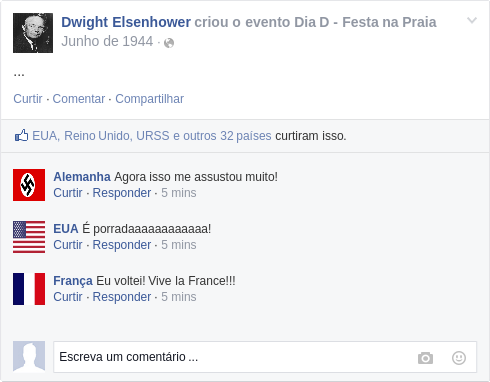 Dwight Elsenhower criou o evento Dia D - Festa na Praia
Junho de 1944 ·
...
Curtir · Comentar · Compartilhar
EUA, Reino Unido, URSS e outros 32 países curtiram isso.
Alemanha Agora isso me assustou muito!
Curtir · Responder · 5 mins
EUA É porradaaaaaaaaaaaa!
Curtir · Responder · 5 mins
França Eu voltei! Vive la France!!!
Curtir · Responder · 5 mins
Escreva um comentário ...